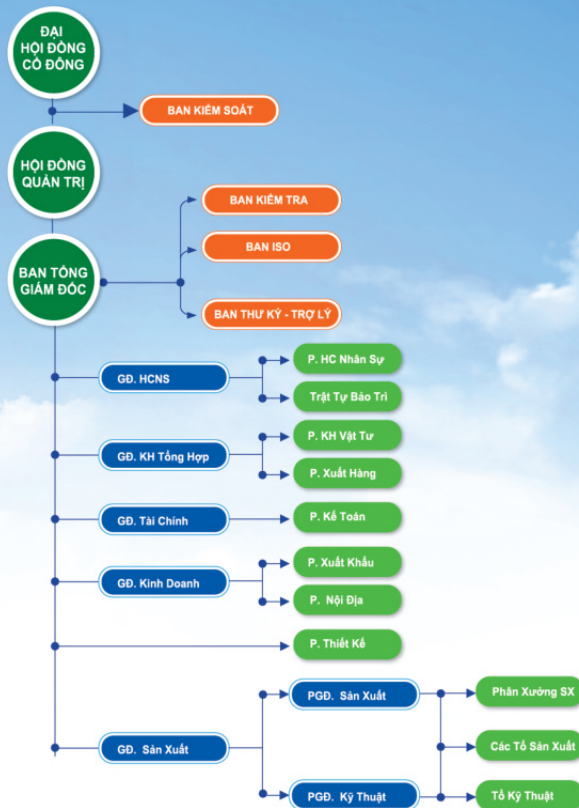 ĐẠI
HỘI ĐỒNG
CỔ ĐÔNG
BAN KIỂM SOÁT
HỘI ĐỒNG
QUẢN TRỊ
BAN KIỂM TRA
BAN ISO
BAN TỔNG
GIÁM ĐỐC
BAN THƯ KÝ - TRỢ LÝ
P. HC Nhân Sự
GĐ. HCNS
Trật Tự Bảo Trì
P. KH Vật Tư
GĐ. KH Tổng Hợp
P. Xuất Hàng
GĐ. Tài Chính
P. Kế Toán
P. Xuất Khẩu
GĐ. Kinh Doanh
P. Nội Địa
P. Thiết Kế
PGĐ. Sản Xuất
Phân Xưởng SX
GĐ. Sản Xuất
Các Tổ Sản Xuất
PGĐ. Kỹ Thuật
Tổ Kỹ Thuật